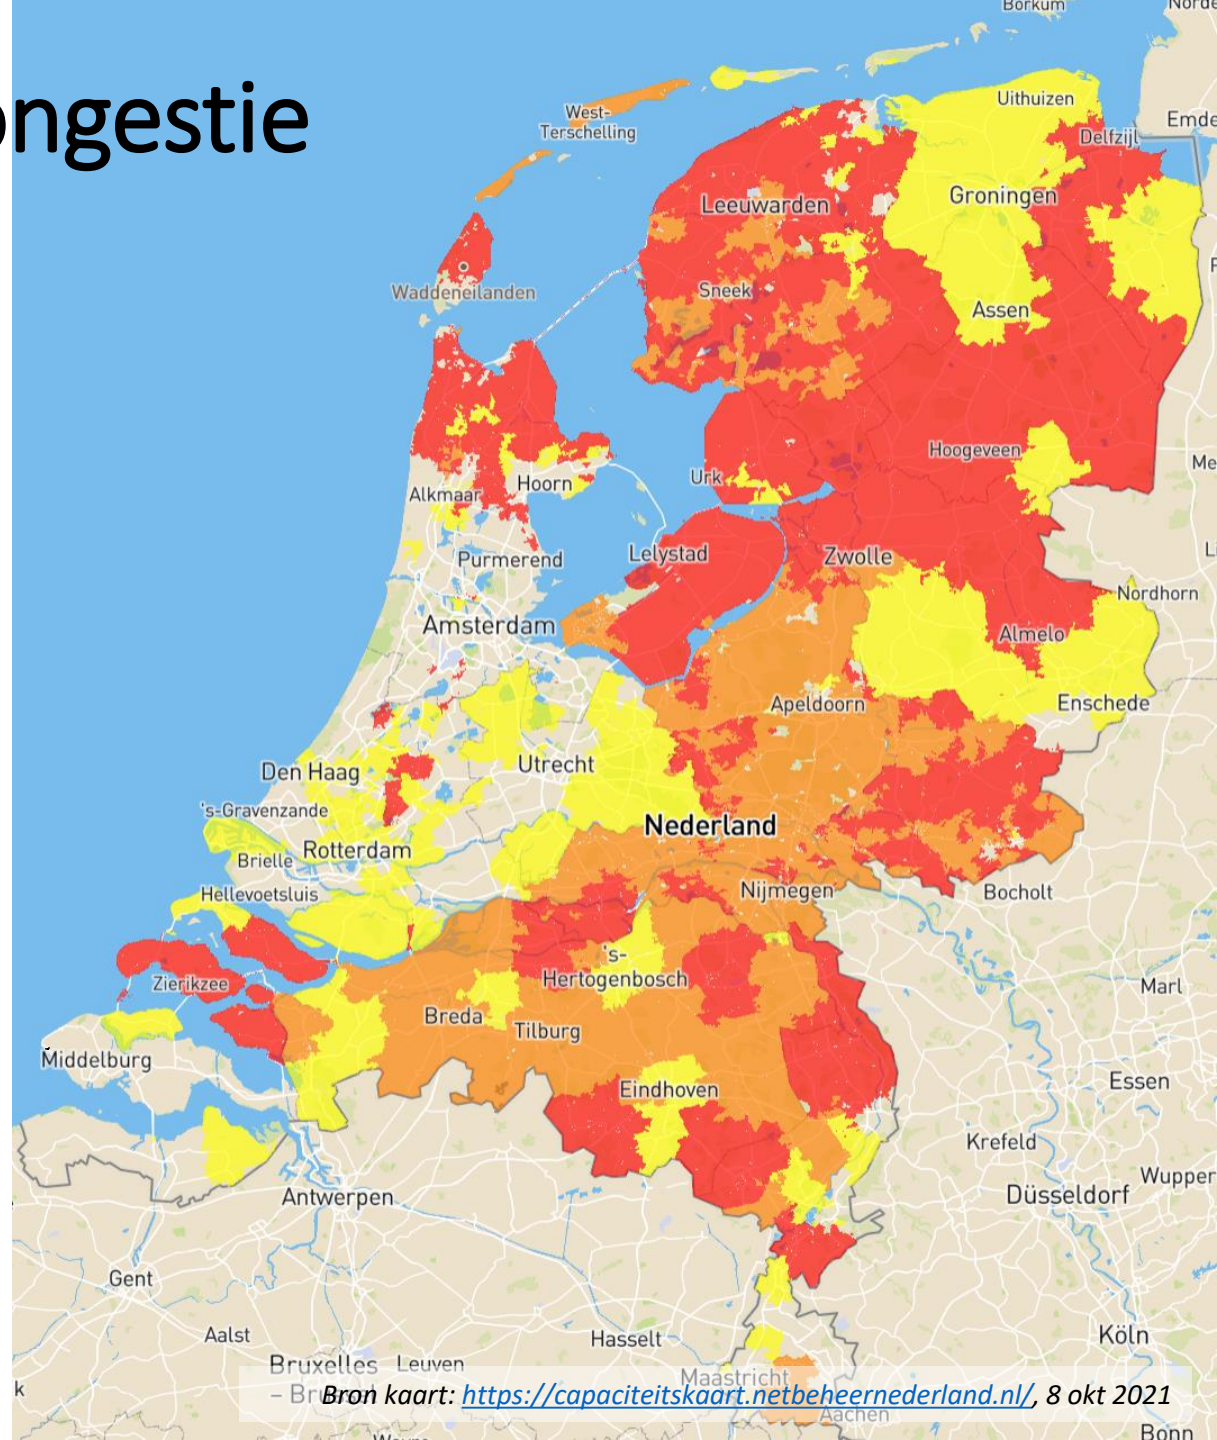 Borkum
ongestie
Uithuizen
West-
Terschelling
Delfzijl
Groningen
Leeuwarden
Waddeneilanden
Sneek
Assen
Hoogeveen
Urk
Hoorn
Alkmaar
Purmerend
Lelystad
Zwolle
Nordhorn
Amsterdam
Almelo
Apeldoorn
Enschede
Den Haag
Utrecht
's-Gravenzande
Nederland
Brielle
Rotterdam
Hellevoetsluis
Nijmegen
Bocholt
's-
Hertogenbosch
Zierikzee
Marl
Breda
Tilburg
Middelburg
Eindhoven
Essen
Krefeld
Wupper
Düsseldorf
Antwerpen
Gent
Aalst
Hasselt
Köln
Bruxelles
Leuven
Maastricht
Bron kaart: https://capaciteitskaart.netbeheernederland.nl/, 8 okt 2021
Aachen
Bonn